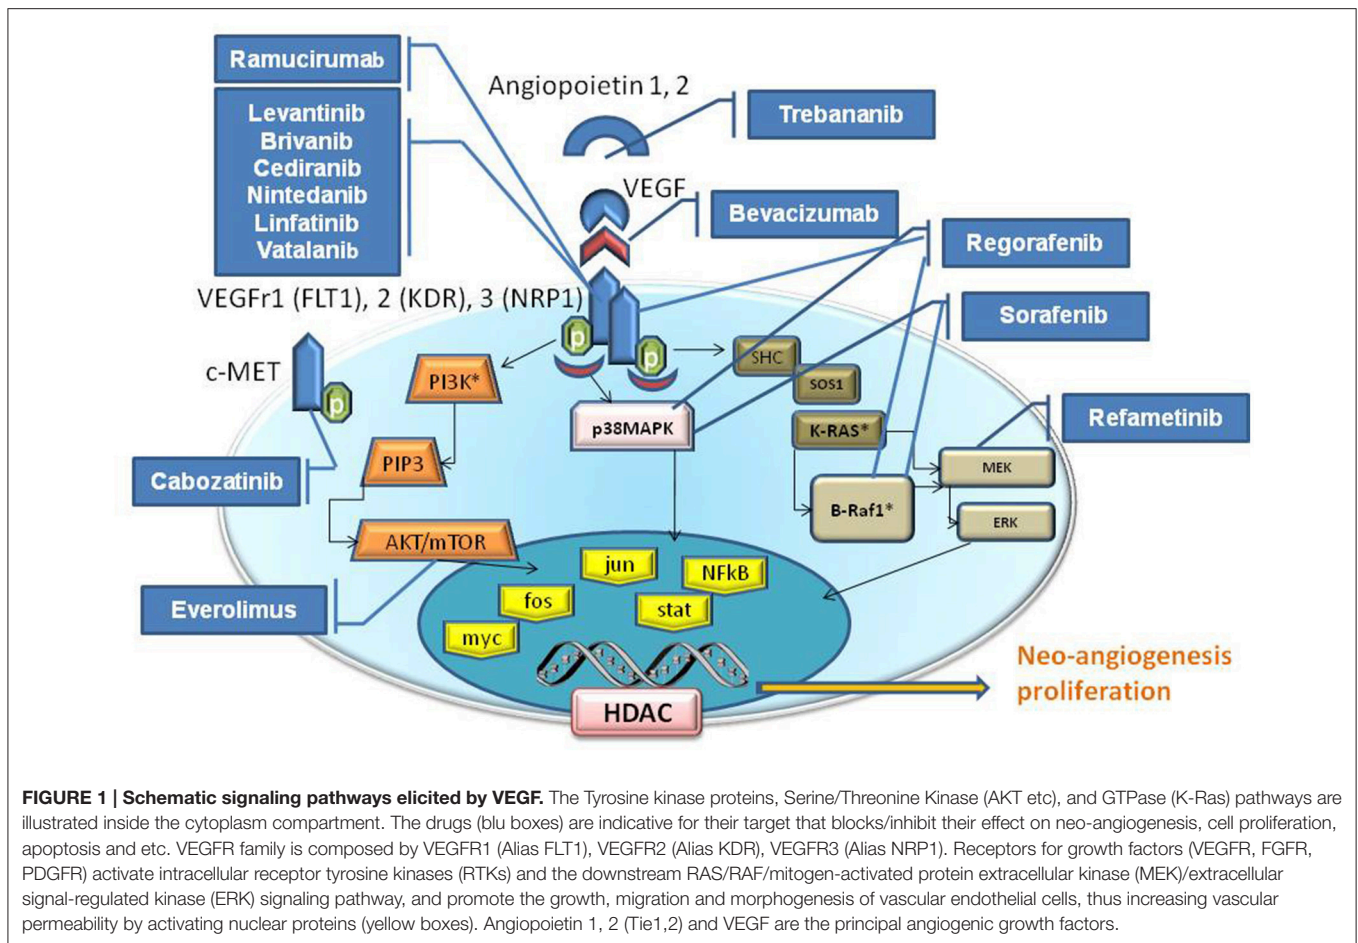 Ramucirumab
Levantinib
Brivanib
Cediranib
Nintedanib
Linfatinib
Vatalanib
Angiopoietin 1, 2
Trebananib
VEGF
Bevacizumab
Regorafenib
Sorafenib
VEGFr1 (FLT1), 2 (KDR), 3 (NRP1)
c-MET
p
p
p
PI3K*
SHC
SOS1
p38MAPK
K-RAS*
Refametinib
PIP3
MEK
Cabozatinib
B-Raf1*
ERK
AKT/mTOR
Everolimus
jun
NFkB
fos
stat
myc
HDAC
Neo-angiogenesis
proliferation
FIGURE 1 | Schematic signaling pathways elicited by VEGF. The Tyrosine kinase proteins, Serine/Threonine Kinase (AKT etc), and GTPase (K-Ras) pathways are
illustrated inside the cytoplasm compartment. The drugs (blu boxes) are indicative for their target that blocks/inhibit their effect on neo-angiogenesis, cell proliferation,
apoptosis and etc. VEGFR family is composed by VEGFR1 (Alias FLT1), VEGFR2 (Alias KDR), VEGFR3 (Alias NRP1). Receptors for growth factors (VEGFR, FGFR,
PDGFR) activate intracellular receptor tyrosine kinases (RTKs) and the downstream RAS/RAF/mitogen-activated protein extracellular kinase (MEK)/extracellular
signal-regulated kinase (ERK) signaling pathway, and promote the growth, migration and morphogenesis of vascular endothelial cells, thus increasing vascular
permeability by activating nuclear proteins (yellow boxes). Angiopoietin 1, 2 (Tie1,2) and VEGF are the principal angiogenic growth factors.